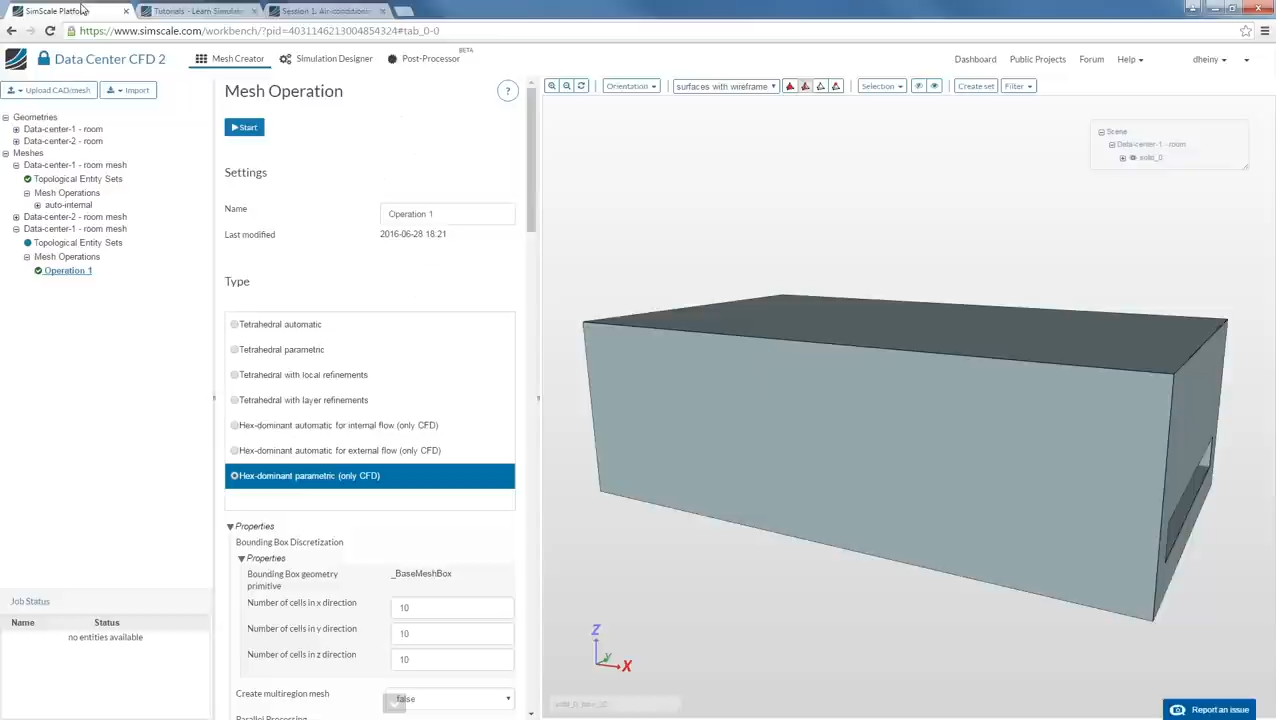 SimScale Platform
Tutorials - Learn Simulati
Session 1. Air-conditioni
https://www.simscale.com/workbench/?pid=4031146213004854324#tab_0-0
Data Center CFD 2
Mesh Creator
Simulation Designer
Post-Processor
BETA
Dashboard
Public Projects
Forum
Help
dheiny
Upload CAD/mesh
Import
Geometries
Data-center-1 - room
Data-center-2 - room
Meshes
Data-center-1 - room mesh
Topological Entity Sets
Mesh Operations
auto-internal
Data-center-2 - room mesh
Data-center-1 - room mesh
Topological Entity Sets
Mesh Operations
Operation 1
Job Status
Name Status
no entities available
Mesh Operation
?
Start
Settings
Name
Operation 1
Last modified
2016-06-28 18:21
Type
Tetrahedral automatic
Tetrahedral parametric
Tetrahedral with local refinements
Tetrahedral with layer refinements
Hex-dominant automatic for internal flow (only CFD)
Hex-dominant automatic for external flow (only CFD)
Hex-dominant parametric (only CFD)
Properties
Bounding Box Discretization
Properties
Bounding Box geometry
primitive
_BaseMeshBox
Number of cells in x direction
10
Number of cells in y direction
10
Number of cells in z direction
10
Create multiregion mesh
false
Parallel Processing
Orientation
surfaces with wireframe
Selection
Create set
Filter
Scene
Data-center-1 - room
solid_0
Z
Y
X
Report an issue